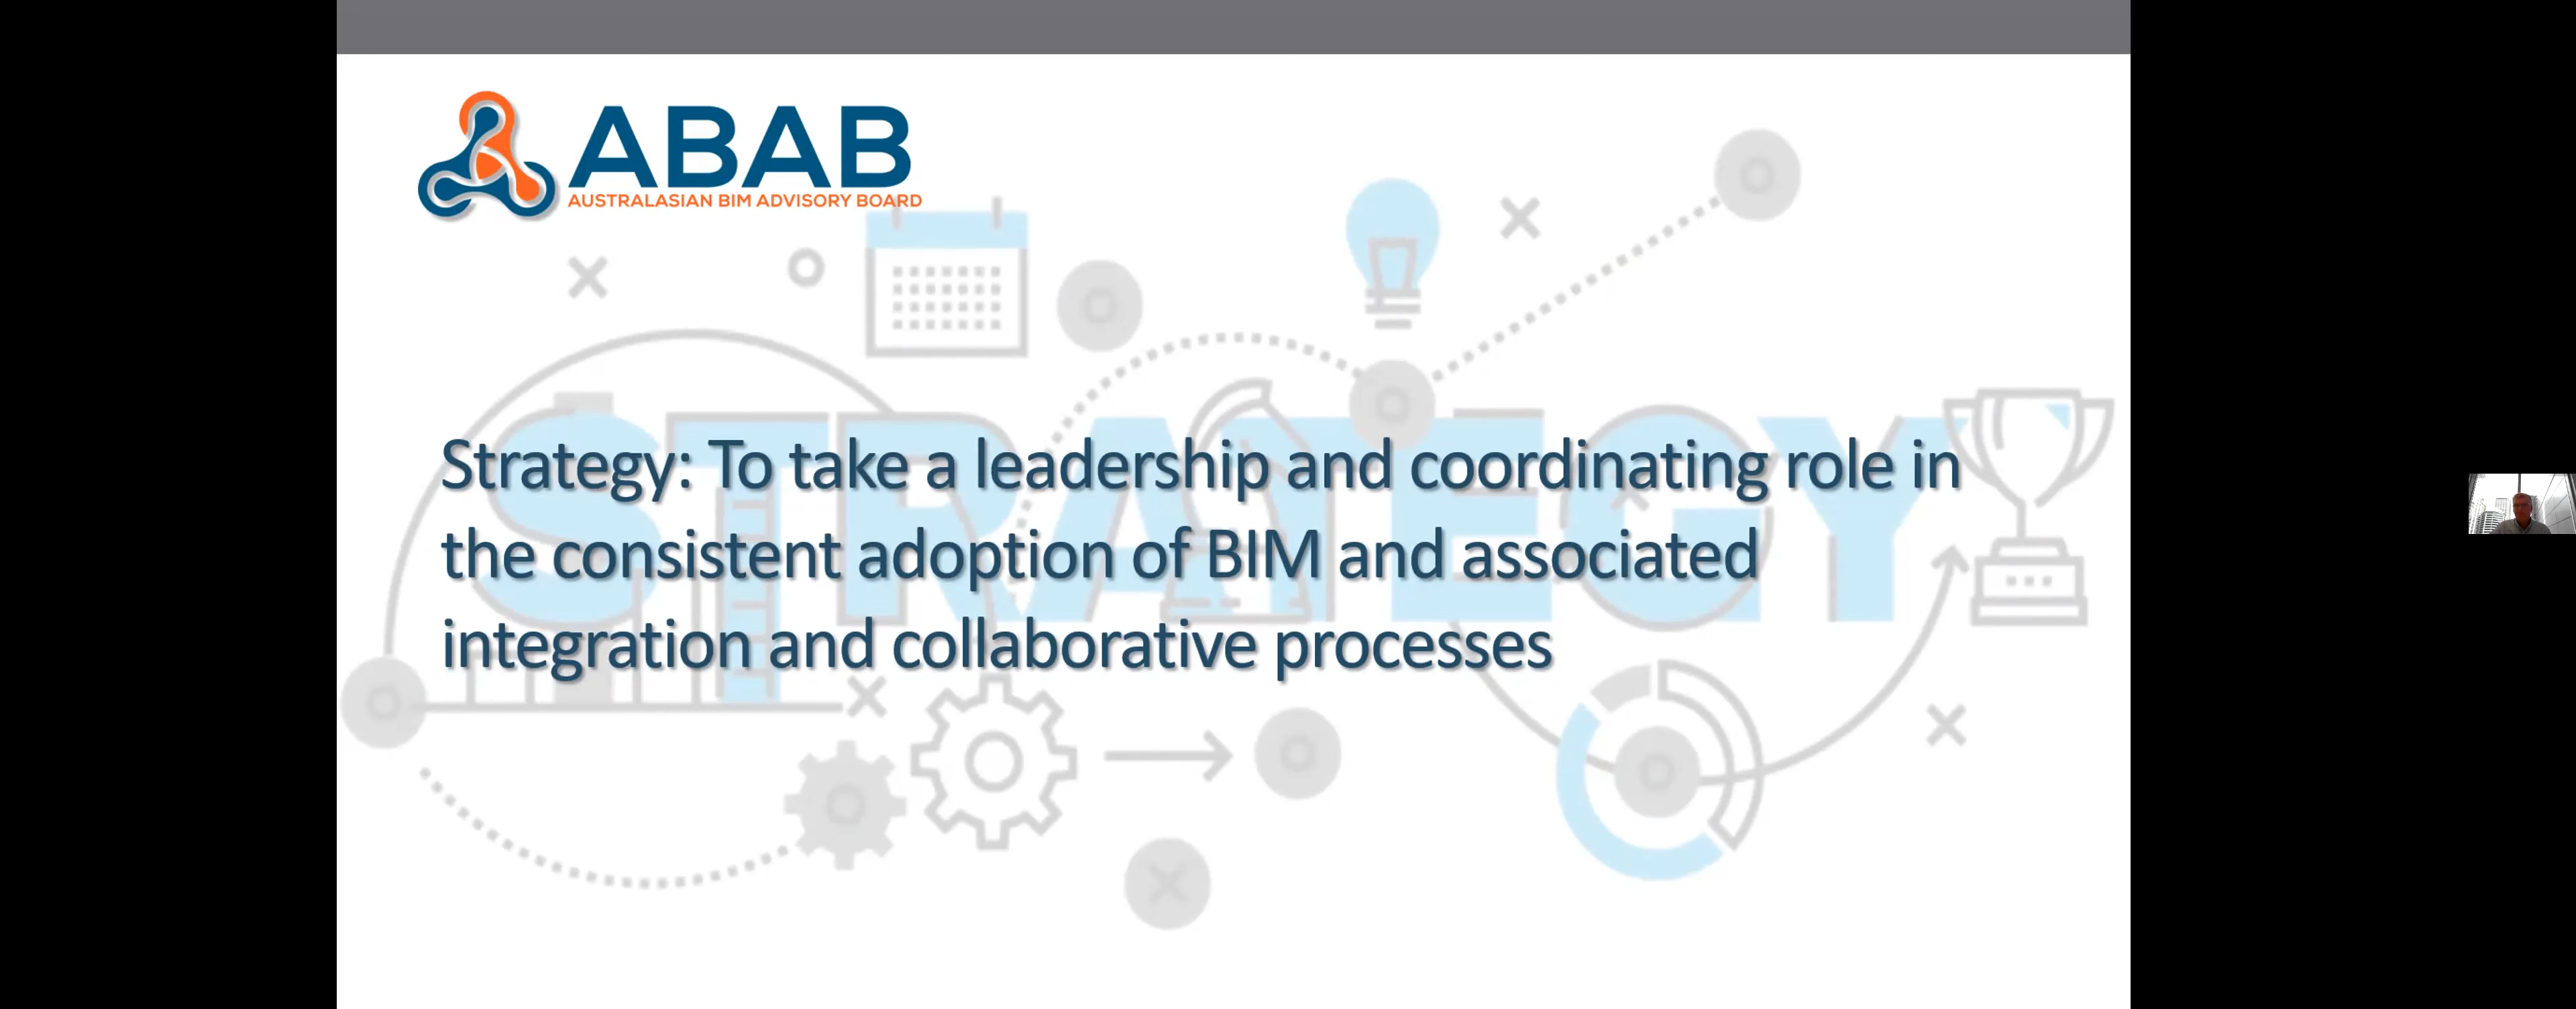 ABAB
AUSTRALASIAN BIM ADVISORY BOARD
STRATEGY
Strategy: To take a leadership and coordinating role in
the consistent adoption of BIM and associated
integration and collaborative processes